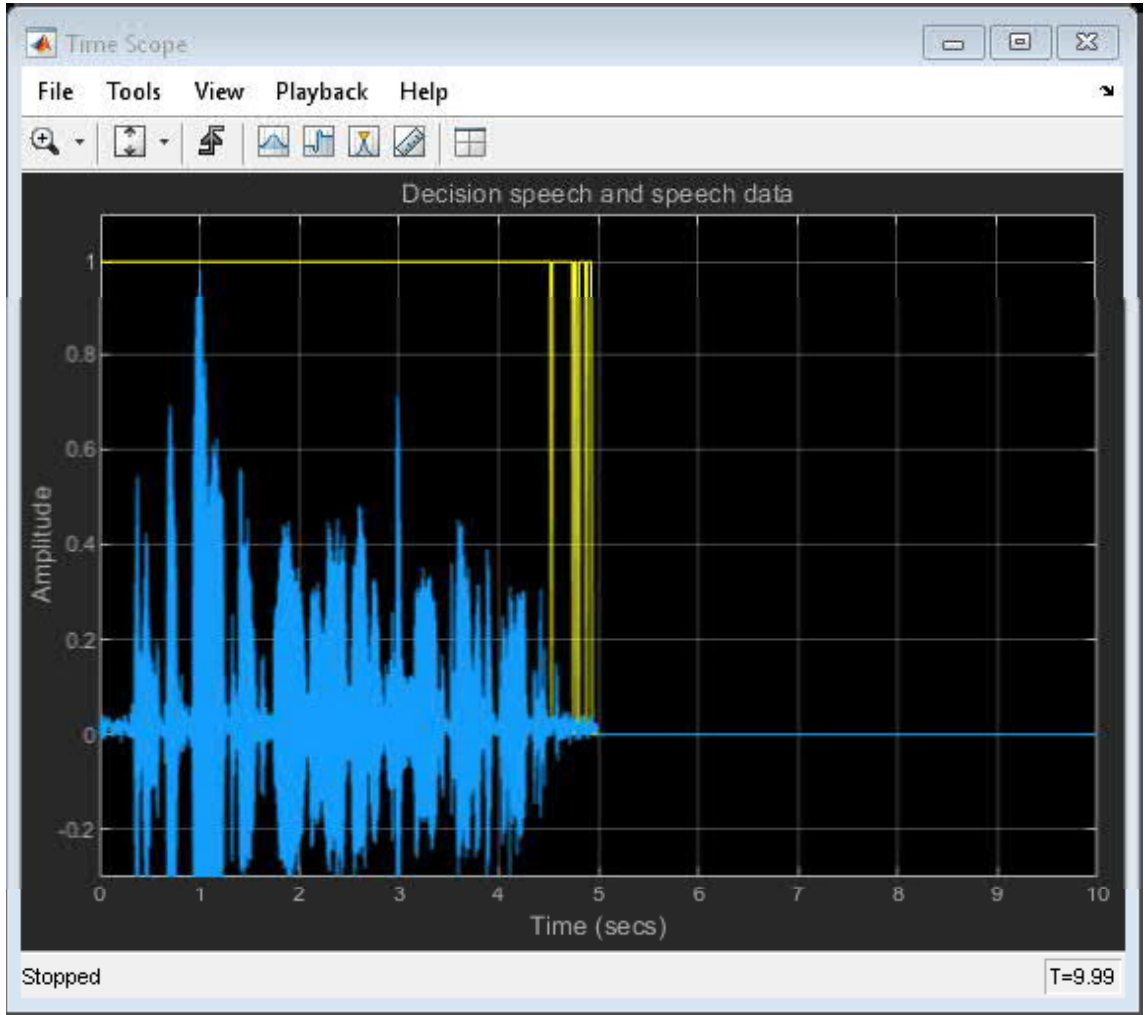 Time Scope
File Tools View Playback Help
Decision speech and speech data
1
0.8
0.6
0.4
0.2
0
-0.2
Amplitude
0 1 2 3 4 5 6 7 8 9 10
Time (secs)
Stopped T=9.99